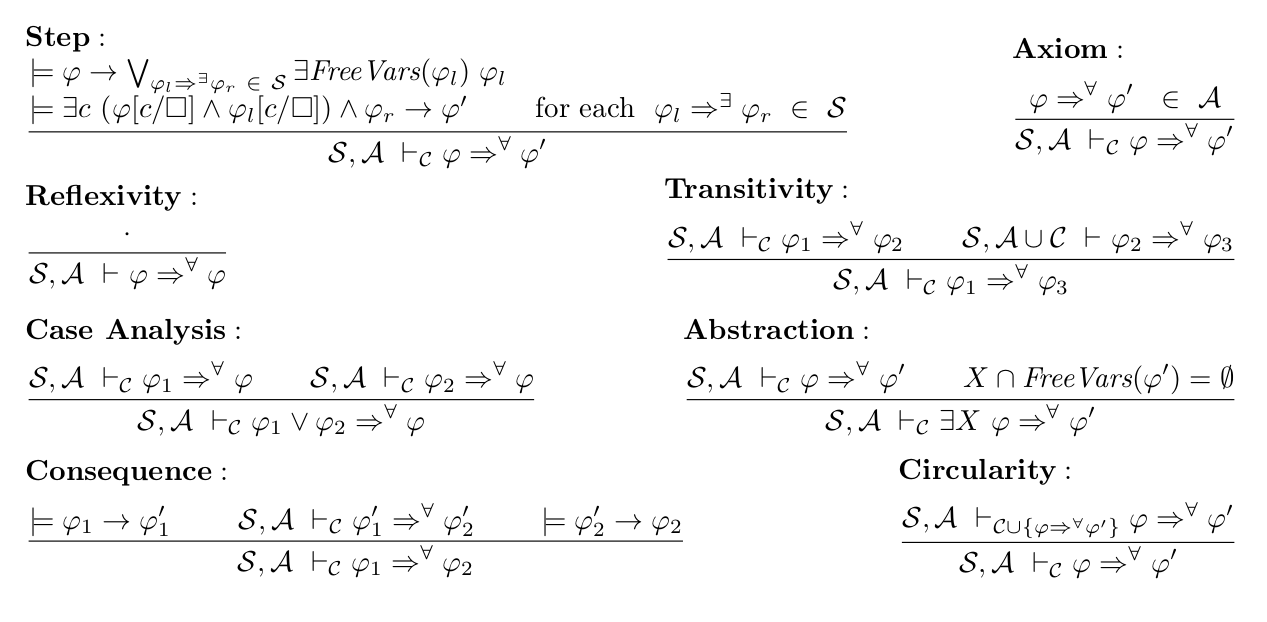 Step :
⊨ φ → ⋁_{φ_l ⇒^∃ φ_r ∈ 𝒮} ∃FreeVars(φ_l) φ_l
⊨ ∃c (φ[c/□] ∧ φ_l[c/□]) ∧ φ_r → φ′ for each φ_l ⇒^∃ φ_r ∈ 𝒮
𝒮, 𝒜 ⊢_𝒞 φ ⇒^∀ φ′
Axiom :
φ ⇒^∀ φ′ ∈ 𝒜
𝒮, 𝒜 ⊢_𝒞 φ ⇒^∀ φ′
Reflexivity :
·
𝒮, 𝒜 ⊢ φ ⇒^∀ φ
Transitivity :
𝒮, 𝒜 ⊢_𝒞 φ_1 ⇒^∀ φ_2 𝒮, 𝒜 ∪ 𝒞 ⊢ φ_2 ⇒^∀ φ_3
𝒮, 𝒜 ⊢_𝒞 φ_1 ⇒^∀ φ_3
Case Analysis :
𝒮, 𝒜 ⊢_𝒞 φ_1 ⇒^∀ φ 𝒮, 𝒜 ⊢_𝒞 φ_2 ⇒^∀ φ
𝒮, 𝒜 ⊢_𝒞 φ_1 ∨ φ_2 ⇒^∀ φ
Abstraction :
𝒮, 𝒜 ⊢_𝒞 φ ⇒^∀ φ′ X ∩ FreeVars(φ′) = ∅
𝒮, 𝒜 ⊢_𝒞 ∃X φ ⇒^∀ φ′
Consequence :
⊨ φ_1 → φ′_1 𝒮, 𝒜 ⊢_𝒞 φ′_1 ⇒^∀ φ′_2 ⊨ φ′_2 → φ_2
𝒮, 𝒜 ⊢_𝒞 φ_1 ⇒^∀ φ_2
Circularity :
𝒮, 𝒜 ⊢_{𝒞∪{φ⇒^∀φ′}} φ ⇒^∀ φ′
𝒮, 𝒜 ⊢_𝒞 φ ⇒^∀ φ′